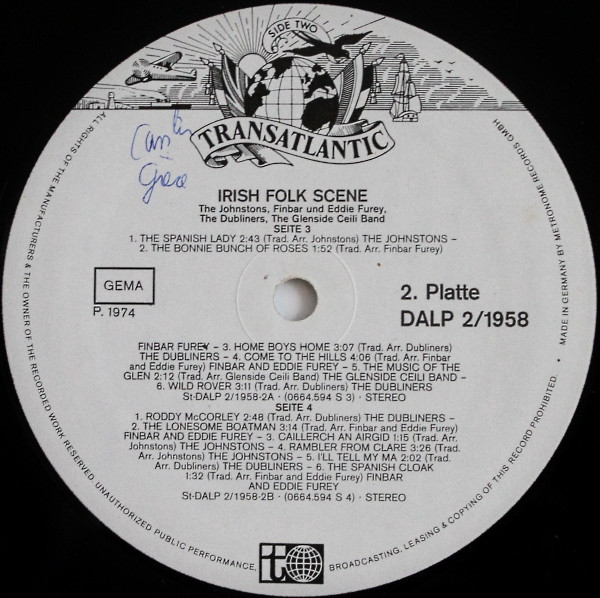 SIDE TWO
TRANSATLANTIC
IRISH FOLK SCENE
The Johnstons, Finbar und Eddie Furey,
The Dubliners, The Glenside Ceili Band
SEITE 3
1. THE SPANISH LADY 2:43 (Trad. Arr. Johnstons) THE JOHNSTONS –
2. THE BONNIE BUNCH OF ROSES 1:52 (Trad. Arr. Finbar Furey)
GEMA
P. 1974
2. Platte
DALP 2/1958
FINBAR FUREY – 3. HOME BOYS HOME 3:07 (Trad. Arr. Dubliners)
THE DUBLINERS – 4. COME TO THE HILLS 4:06 (Trad. Arr. Finbar
and Eddie Furey) FINBAR AND EDDIE FUREY – 5. THE MUSIC OF THE
GLEN 2:12 (Trad. Arr. Glenside Ceili Band) THE GLENSIDE CEILI BAND –
6. WILD ROVER 3:11 (Trad. Arr. Dubliners) THE DUBLINERS
St-DALP 2/1958-2A · (0664.594 S 3) · STEREO
SEITE 4
1. RODDY McCORLEY 2:48 (Trad. Arr. Dubliners) THE DUBLINERS –
2. THE LONESOME BOATMAN 3:14 (Trad. Arr. Finbar and Eddie Furey)
FINBAR AND EDDIE FUREY – 3. CAILLERCH AN AIRGID 1:15 (Trad. Arr.
Johnstons) THE JOHNSTONS – 4. RAMBLER FROM CLARE 3:26 (Trad. Arr.
Johnstons) THE JOHNSTONS – 5. I'LL TELL MY MA 2:02 (Trad. Arr.
Dubliners) THE DUBLINERS – 6. THE SPANISH CLOAK
1:32 (Trad. Arr. Finbar and Eddie Furey) FINBAR
AND EDDIE FUREY
St-DALP 2/1958-2B · (0664.594 S 4) · STEREO
ALL RIGHTS OF THE MANUFACTURERS & THE OWNER OF THE RECORDED WORK RESERVED. UNAUTHORIZED PUBLIC PERFORMANCE, BROADCASTING, LEASING & COPYING OF THIS RECORD PROHIBITED. · MADE IN GERMANY BY METRONOME RECORDS GMBH
t